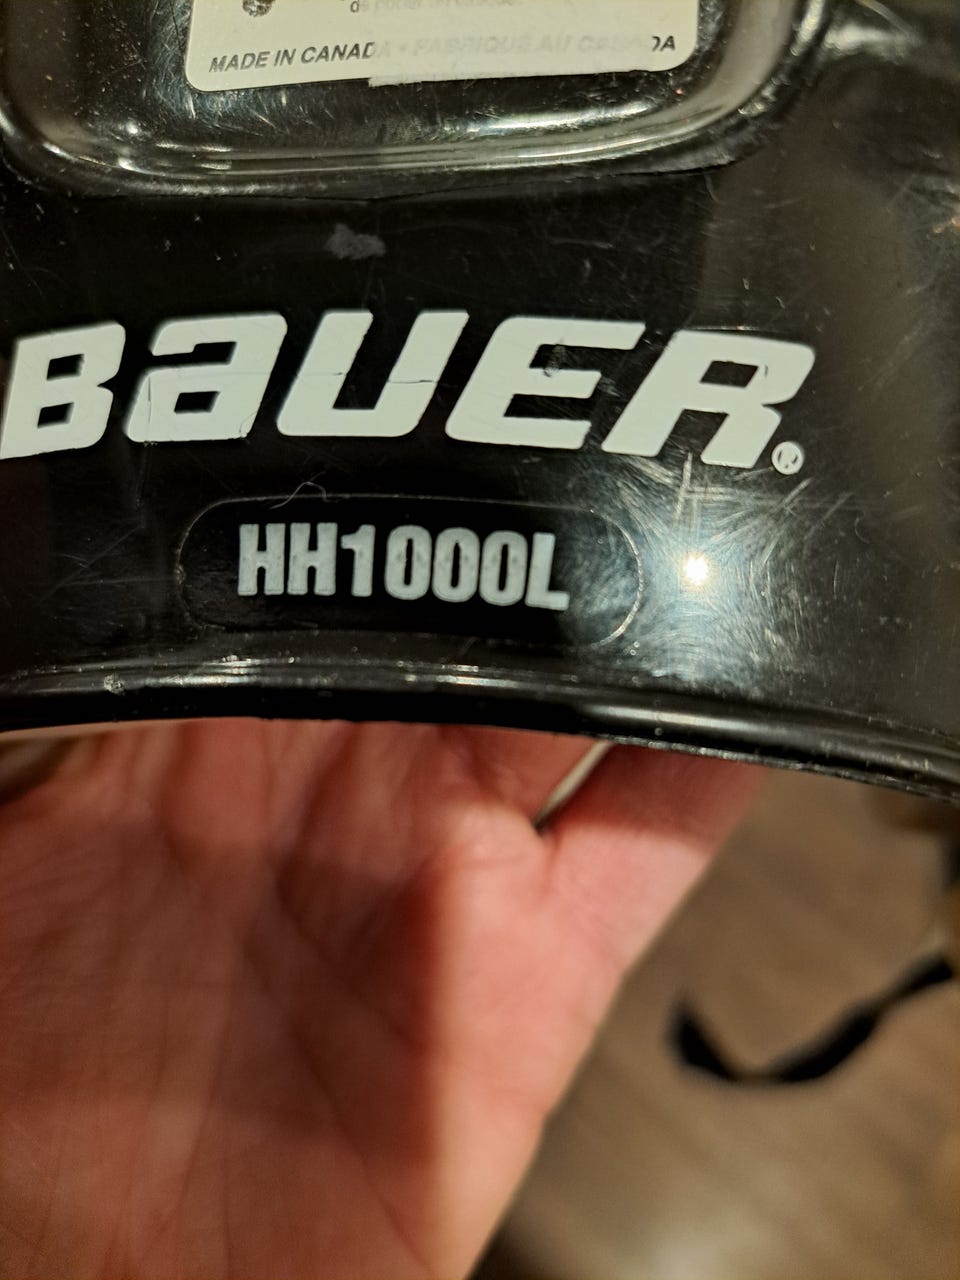 MADE IN CANADA • FABRIQUÉ AU CANADA
BAUER®
HH1000L